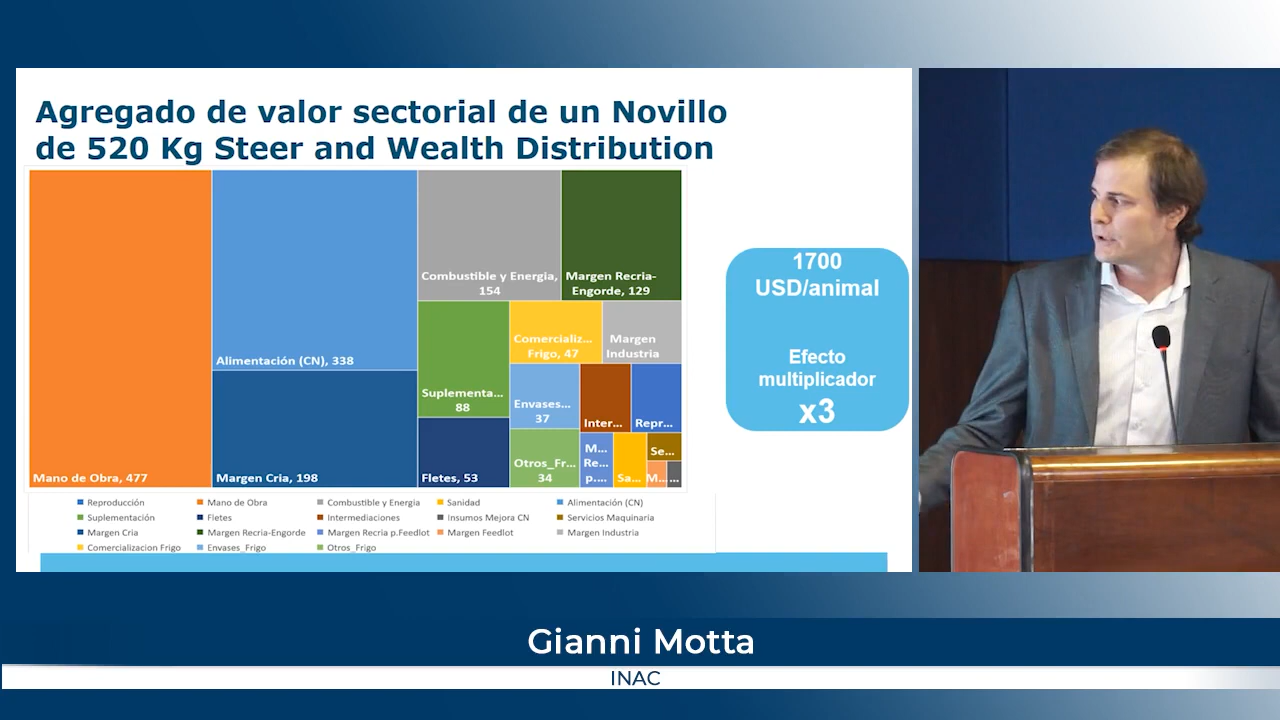 Agregado de valor sectorial de un Novillo
de 520 Kg Steer and Wealth Distribution
Mano de Obra, 477
Alimentación (CN), 338
Margen Cria, 198
Combustible y Energia,
154
Margen Recria-
Engorde, 129
Suplementa...
88
Fletes, 53
Comercializ...
Frigo, 47
Margen
Industria
Envases...
37
Otros_Fr...
34
Inter...
Repr...
M...
Re...
p....
Sa...
Se...
M...
...
1700
USD/animal
Efecto
multiplicador
x3
Reproducción Mano de Obra Combustible y Energia Sanidad Alimentación (CN)
Suplementación Fletes Intermediaciones Insumos Mejora CN Servicios Maquinaria
Margen Cria Margen Recria-Engorde Margen Recria p.Feedlot Margen Feedlot Margen Industria
Comercializacion Frigo Envases_Frigo Otros_Frigo
Gianni Motta
INAC